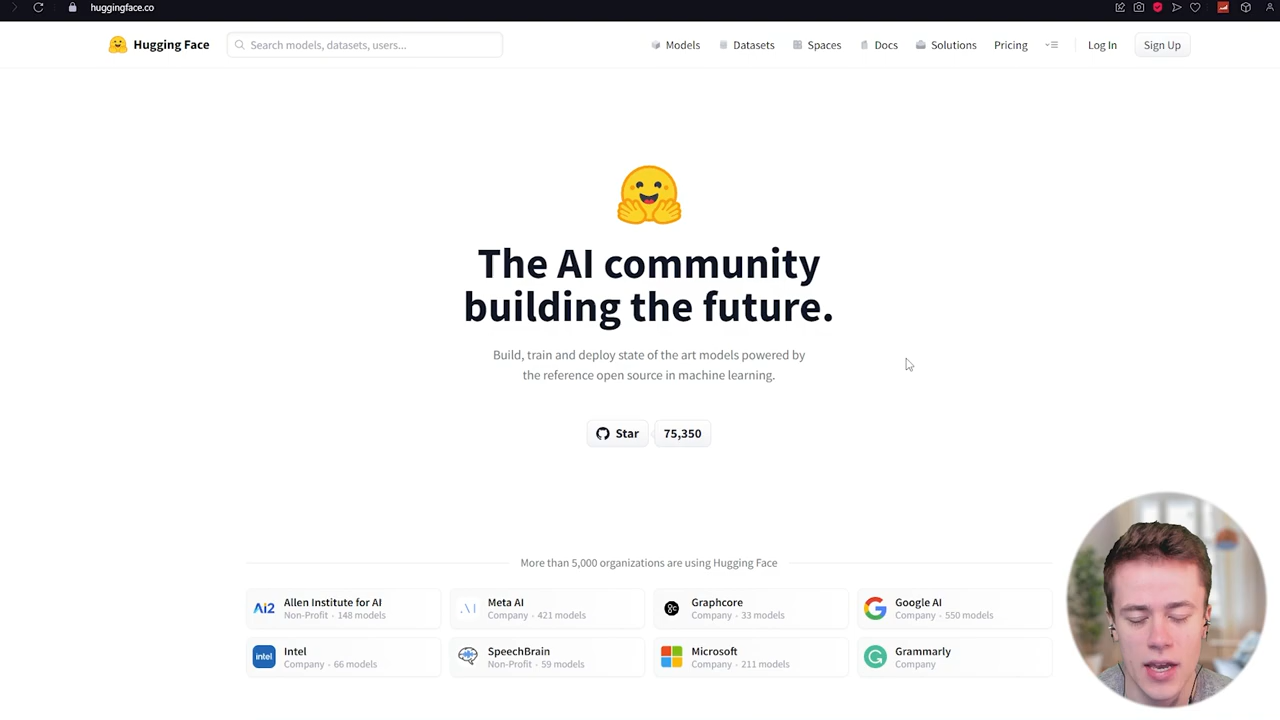 huggingface.co
Hugging Face
Search models, datasets, users...
Models
Datasets
Spaces
Docs
Solutions
Pricing
Log In
Sign Up
The AI community
building the future.
Build, train and deploy state of the art models powered by
the reference open source in machine learning.
Star
75,350
More than 5,000 organizations are using Hugging Face
Ai2
Allen Institute for AI
Non-Profit · 148 models
Meta AI
Company · 421 models
Graphcore
Company · 33 models
Google AI
Company · 550 models
intel
Intel
Company · 66 models
SpeechBrain
Non-Profit · 59 models
Microsoft
Company · 211 models
Grammarly
Company